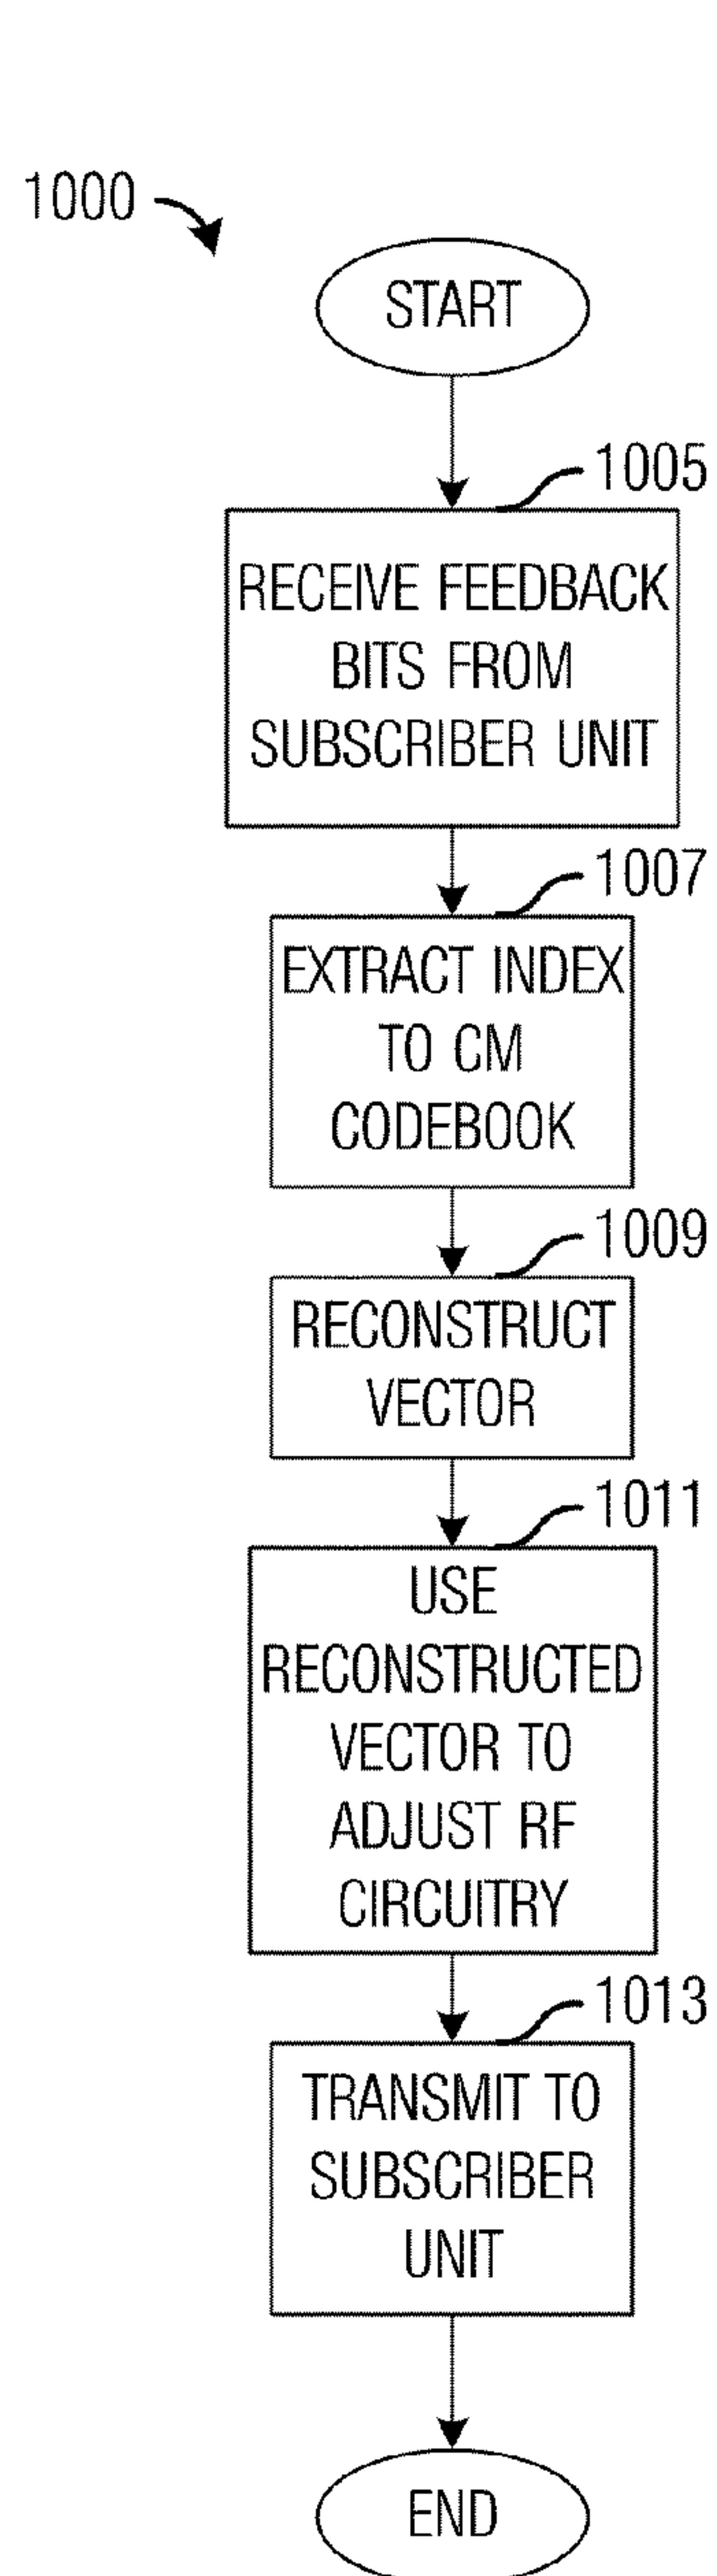 1000
START
1005
RECEIVE FEEDBACK
BITS FROM
SUBSCRIBER UNIT
1007
EXTRACT INDEX
TO CM
CODEBOOK
1009
RECONSTRUCT
VECTOR
1011
USE
RECONSTRUCTED
VECTOR TO
ADJUST RF
CIRCUITRY
1013
TRANSMIT TO
SUBSCRIBER
UNIT
END